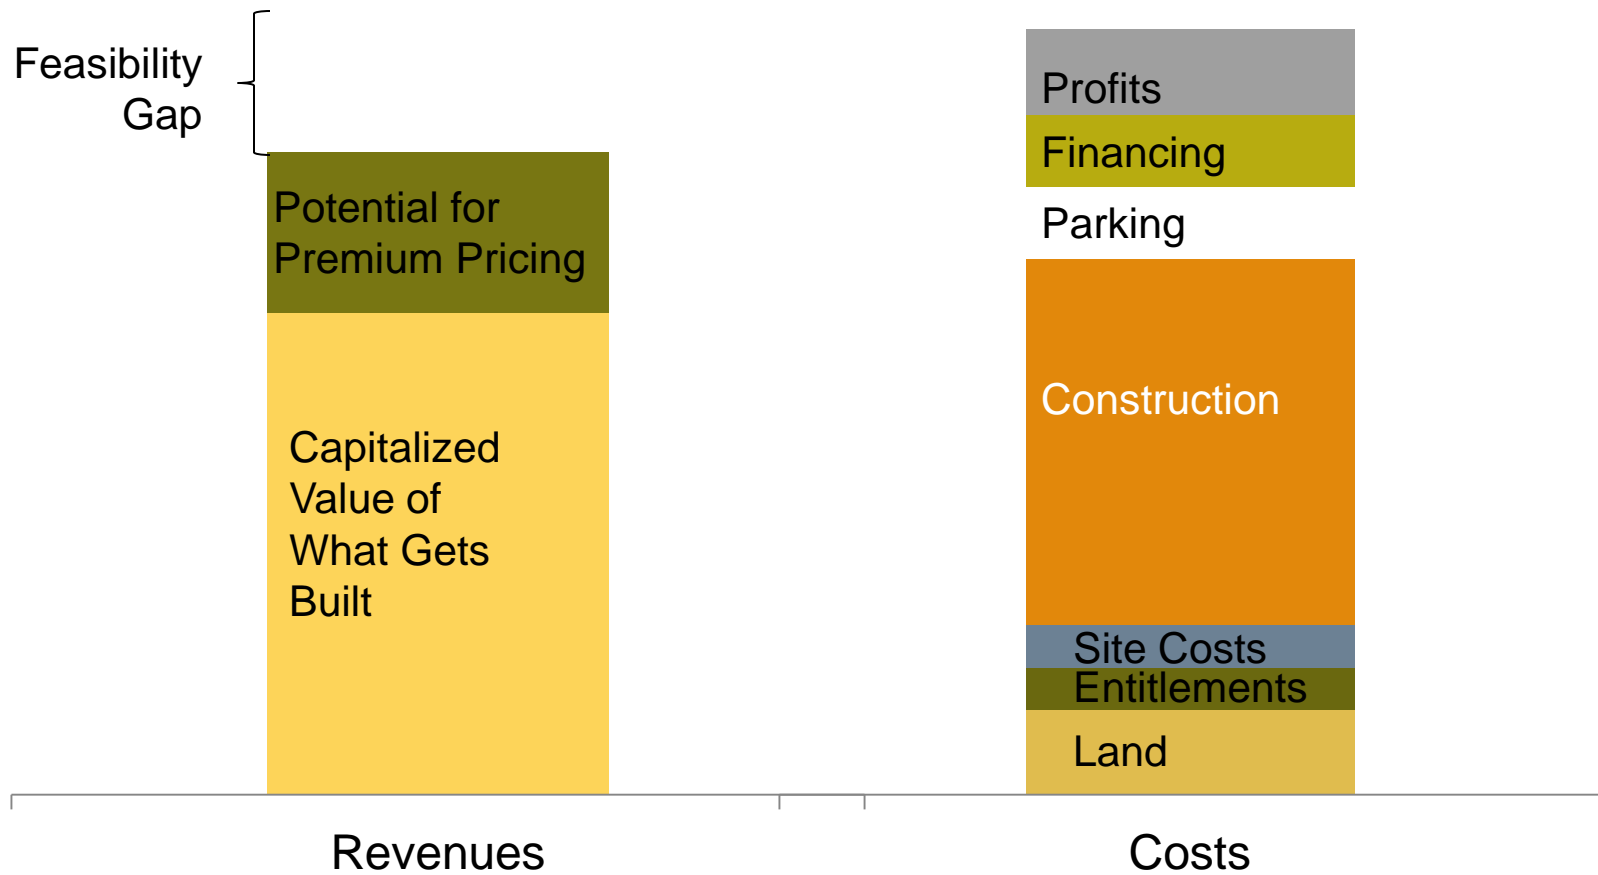 Feasibility
Gap
Potential for
Premium Pricing
Capitalized
Value of
What Gets
Built
Revenues
Profits
Financing
Parking
Construction
Site Costs
Entitlements
Land
Costs